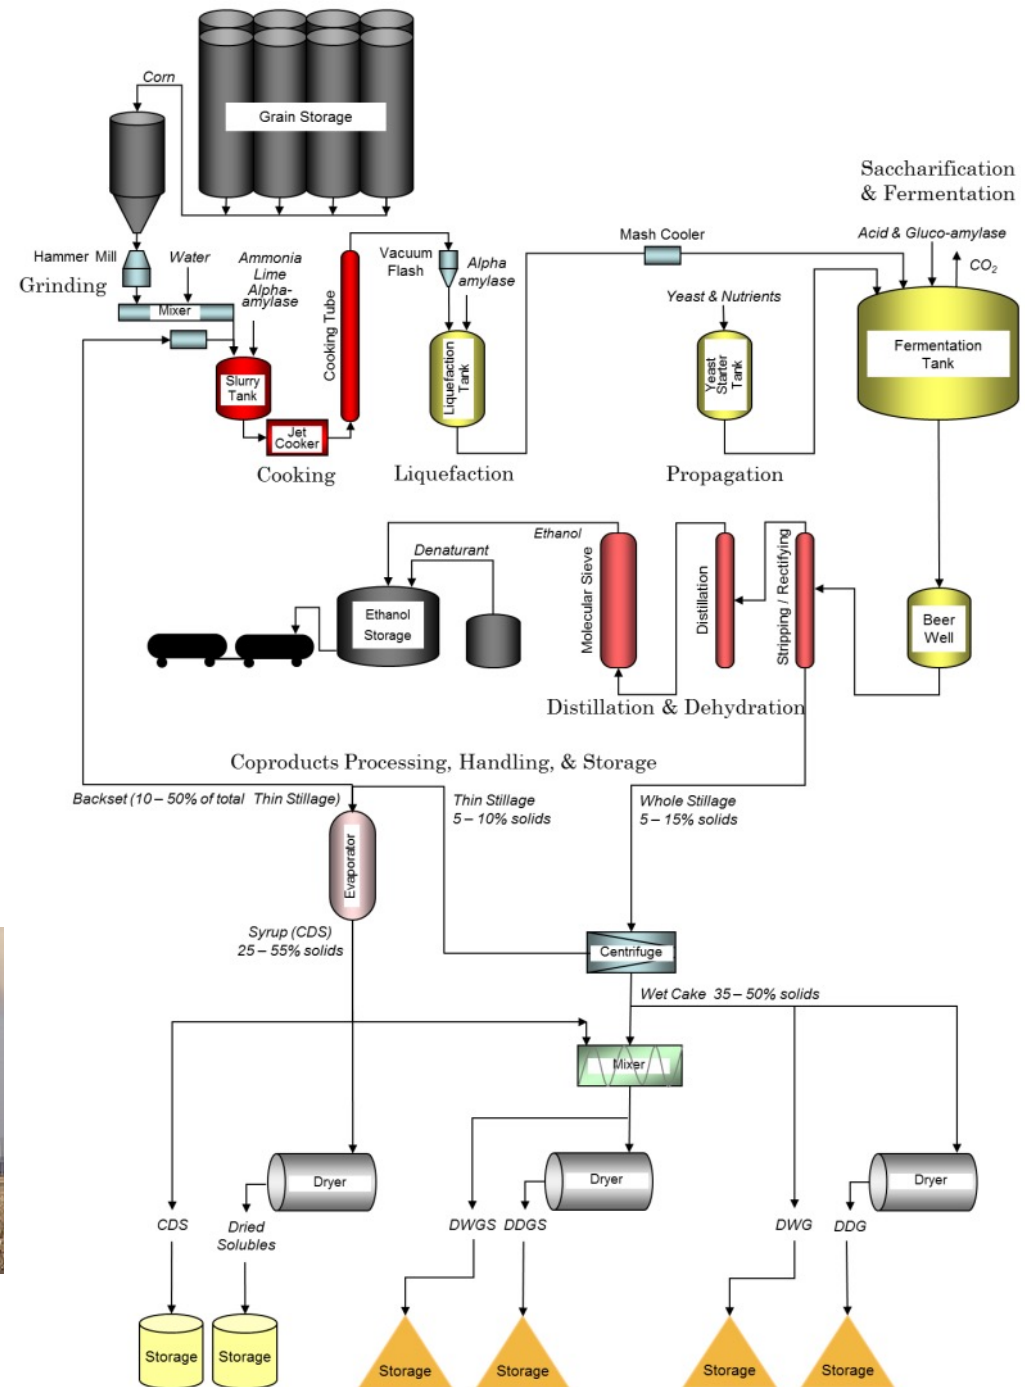 Corn
Grain Storage
Saccharification
& Fermentation
Hammer Mill
Grinding
Water
Ammonia
Lime
Alpha-
amylase
Mixer
Slurry
Tank
Jet
Cooker
Cooking
Cooking Tube
Vacuum
Flash
Alpha
amylase
Liquefaction
Tank
Liquefaction
Mash Cooler
Yeast & Nutrients
Yeast
Starter
Tank
Propagation
Acid & Gluco-amylase
CO2
Fermentation
Tank
Beer
Well
Stripping / Rectifying
Distillation
Molecular Sieve
Ethanol
Denaturant
Ethanol
Storage
Distillation & Dehydration
Coproducts Processing, Handling, & Storage
Backset (10 – 50% of total Thin Stillage)
Thin Stillage
5 – 10% solids
Whole Stillage
5 – 15% solids
Evaporator
Syrup (CDS)
25 – 55% solids
Centrifuge
Wet Cake 35 – 50% solids
Mixer
Dryer
Dryer
Dryer
CDS
Dried
Solubles
DWGS
DDGS
DWG
DDG
Storage
Storage
Storage
Storage
Storage
Storage